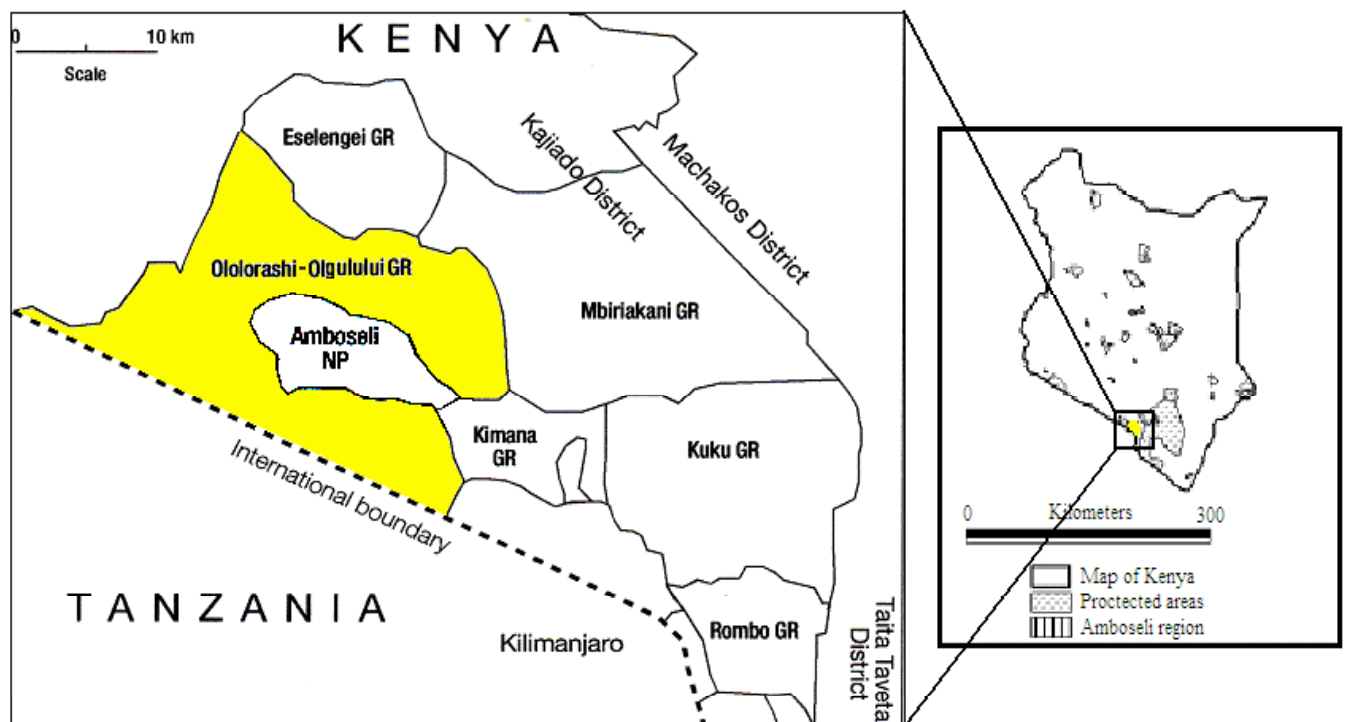 0 10 km
Scale
KENYA
Eselengei GR
Kajiado District
Machakos District
Ololorashi-Olgululului GR
Mbiriakani GR
Amboseli
NP
Kimana
GR
Kuku GR
International boundary
TANZANIA
Kilimanjaro
Rombo GR
Taita Taveta
District
0 Kilometers 300
Map of Kenya
Proctected areas
Amboseli region